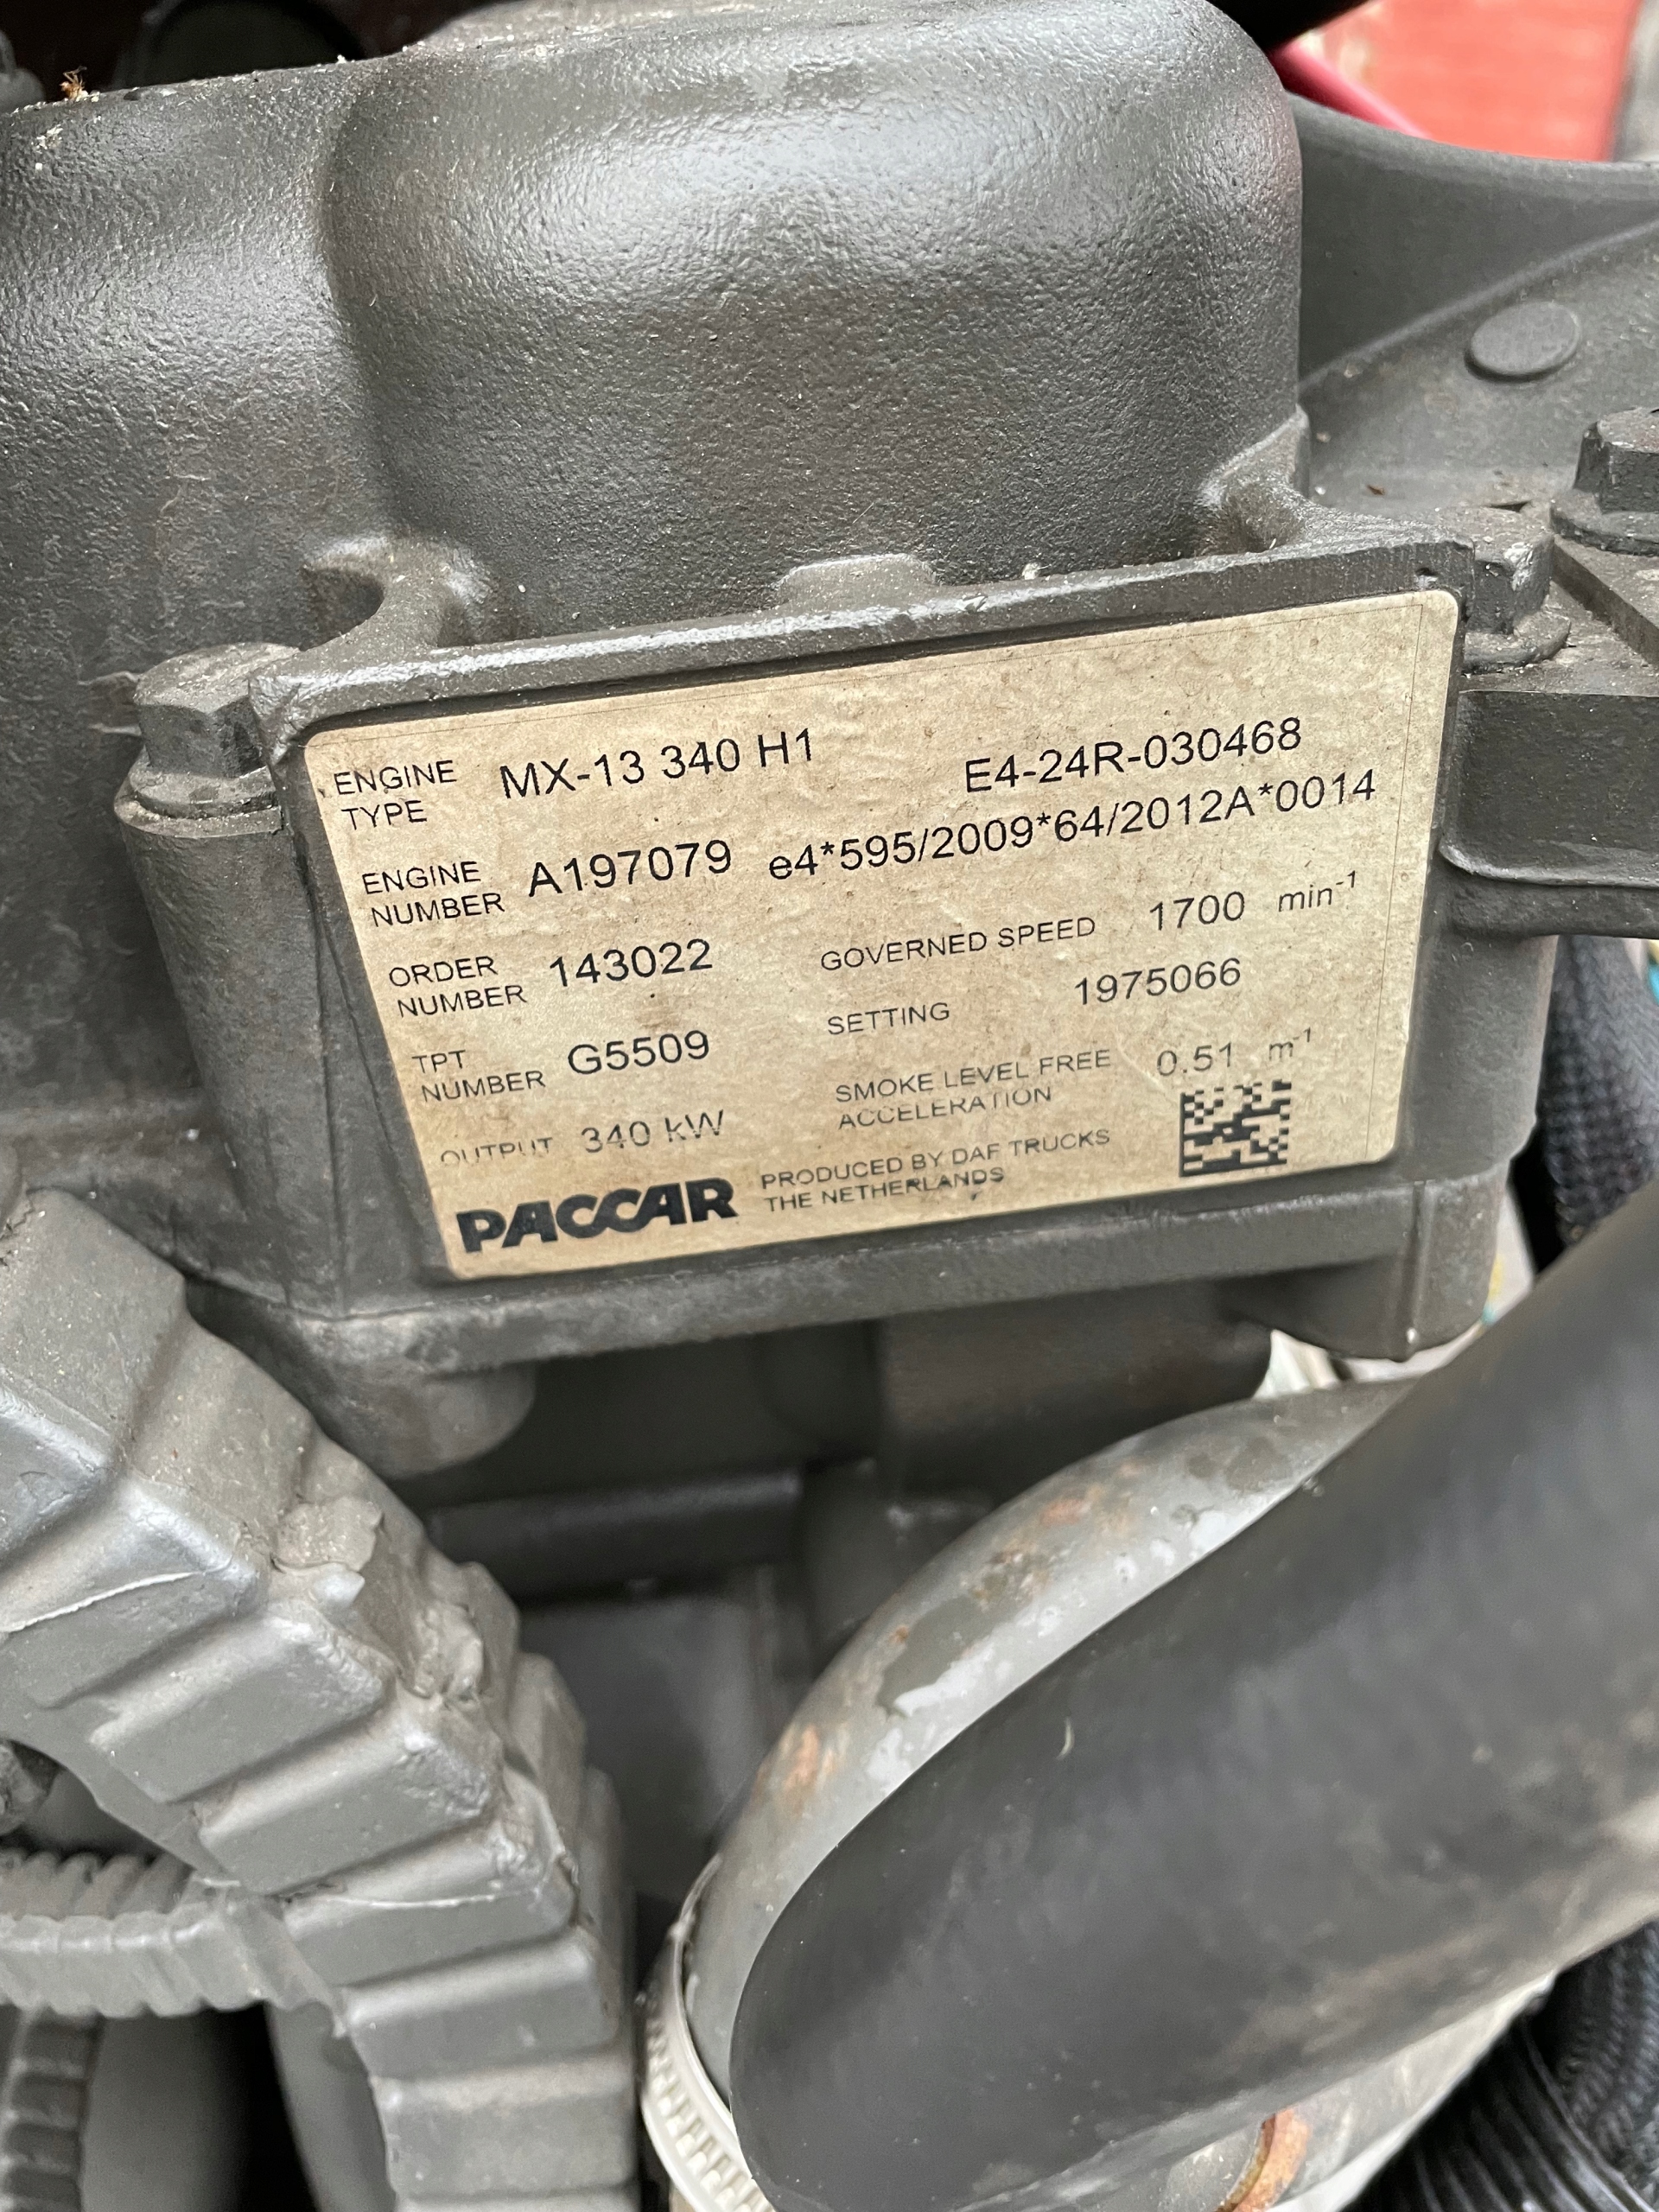 ENGINE TYPE MX-13 340 H1 E4-24R-030468
ENGINE NUMBER A197079 e4*595/2009*64/2012A*0014
ORDER NUMBER 143022 GOVERNED SPEED 1700 min⁻¹
TPT NUMBER G5509 SETTING 1975066
OUTPUT 340 kW SMOKE LEVEL FREE ACCELERATION 0.51 m⁻¹
PACCAR PRODUCED BY DAF TRUCKS
THE NETHERLANDS